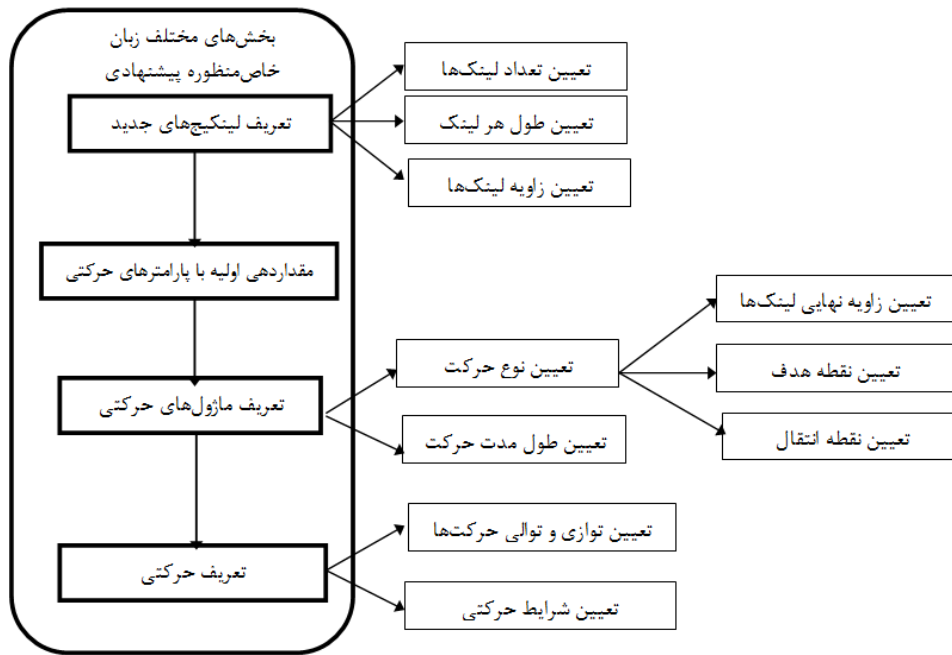 بخش‌های مختلف زبان
خاص‌منظوره پیشنهادی
تعریف لینکیج‌های جدید
تعیین تعداد لینک‌ها
تعیین طول هر لینک
تعیین زاویه لینک‌ها
مقداردهی اولیه با پارامترهای حرکتی
تعریف ماژول‌های حرکتی
تعیین نوع حرکت
تعیین طول مدت حرکت
تعیین زاویه نهایی لینک‌ها
تعیین نقطه هدف
تعیین نقطه انتقال
تعریف حرکتی
تعیین توازی و توالی حرکت‌ها
تعیین شرایط حرکتی